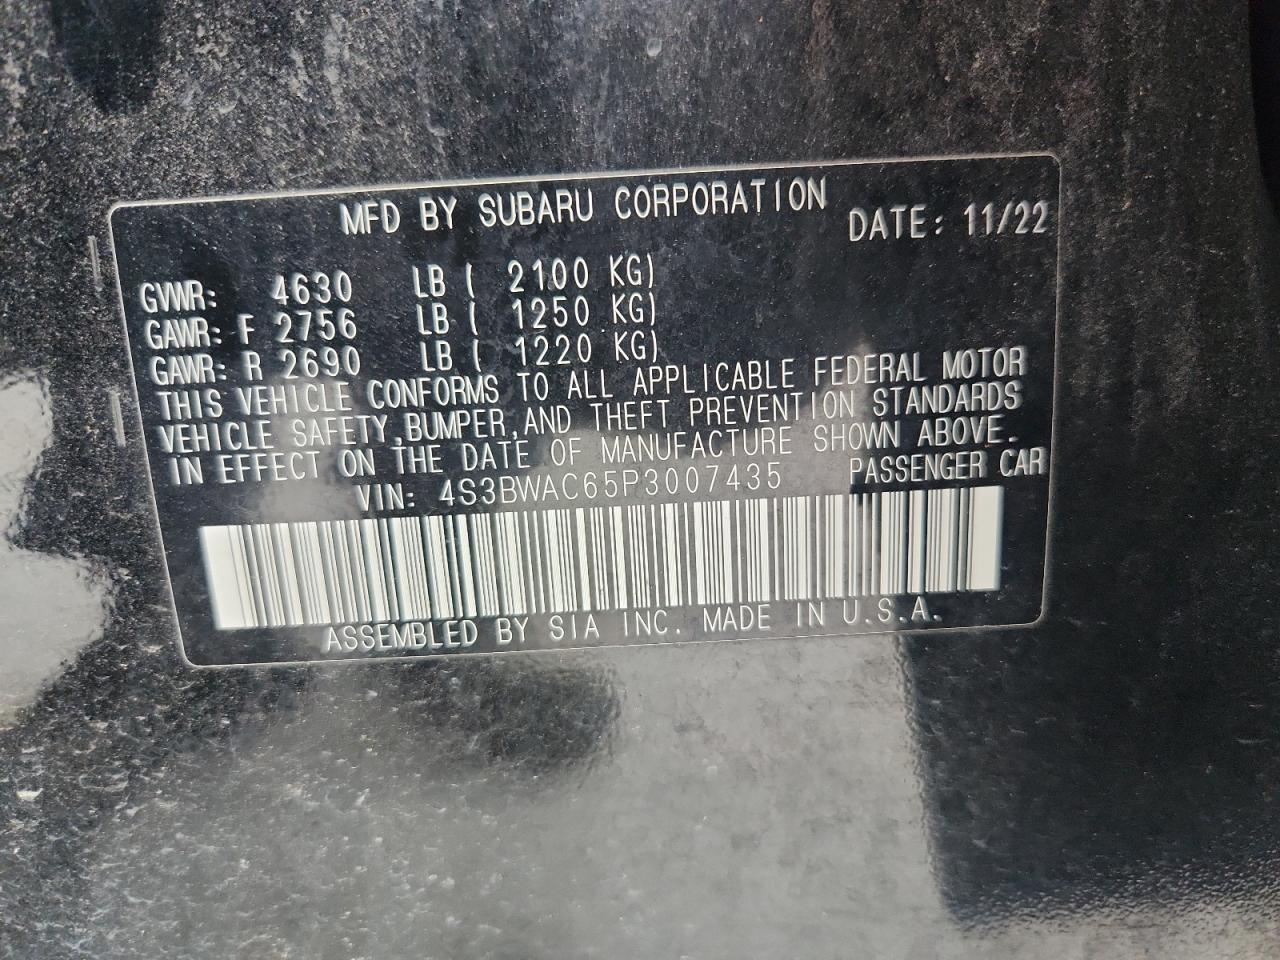 MFD BY SUBARU CORPORATION DATE: 11/22
GVWR: 4630 LB ( 2100 KG)
GAWR: F 2756 LB ( 1250 KG)
GAWR: R 2690 LB ( 1220 KG)
THIS VEHICLE CONFORMS TO ALL APPLICABLE FEDERAL MOTOR
VEHICLE SAFETY,BUMPER,AND THEFT PREVENTION STANDARDS
IN EFFECT ON THE DATE OF MANUFACTURE SHOWN ABOVE.
VIN: 4S3BWAC65P3007435 PASSENGER CAR
ASSEMBLED BY SIA INC. MADE IN U.S.A.